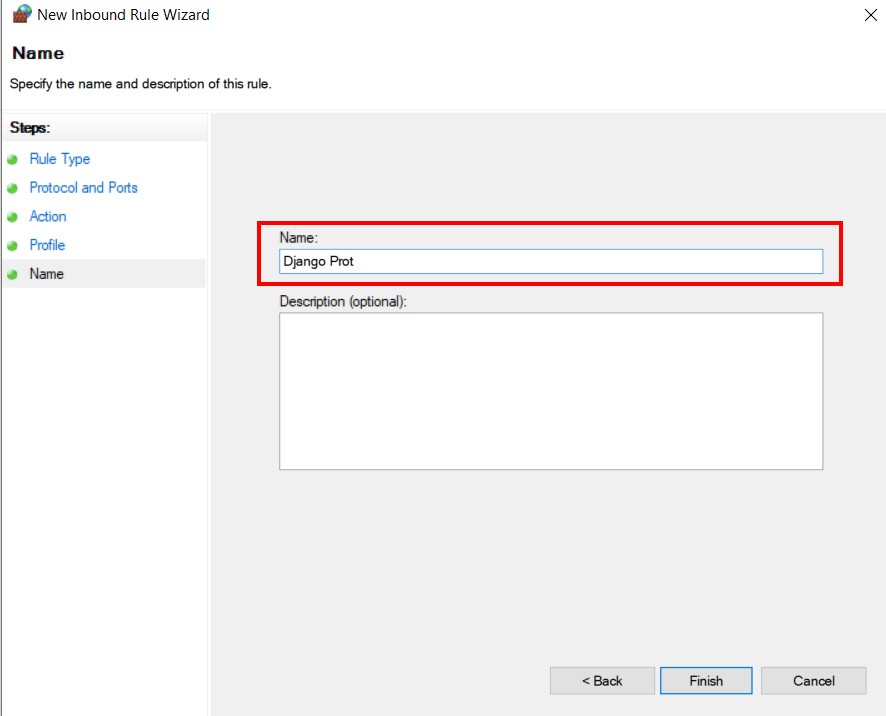 New Inbound Rule Wizard
Name
Specify the name and description of this rule.
Steps:
Rule Type
Protocol and Ports
Action
Profile
Name
Name:
Django Prot
Description (optional):
< Back
Finish
Cancel